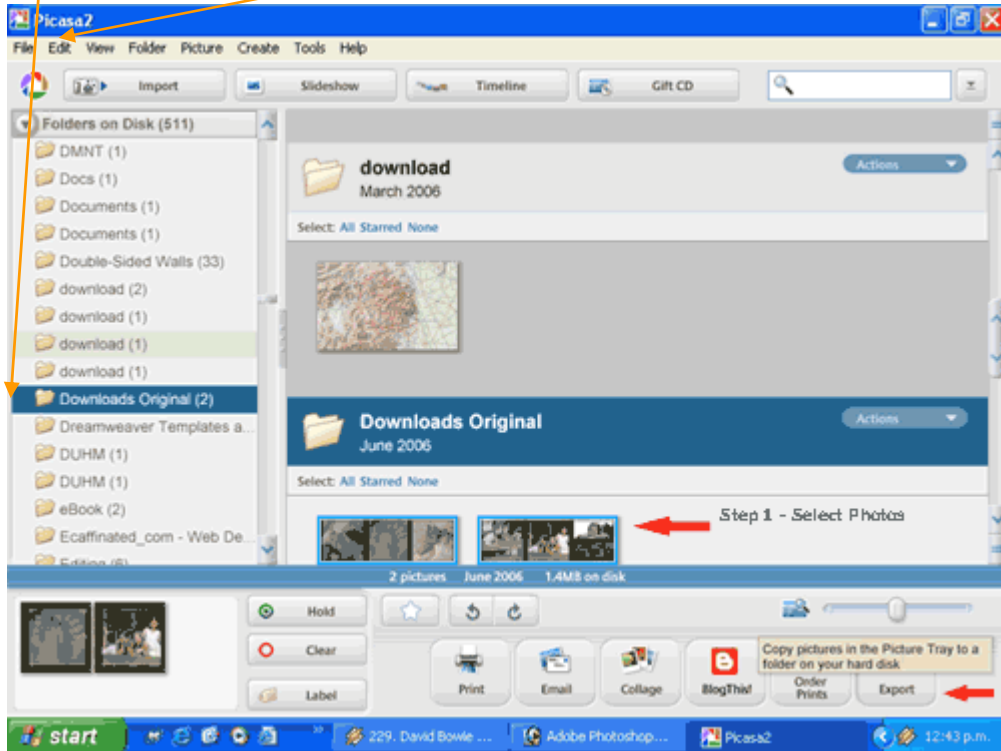 Picasa2
File Edit View Folder Picture Create Tools Help
Import Slideshow Timeline Gift CD
Folders on Disk (511)
DMNT (1)
Docs (1)
Documents (1)
Documents (1)
Double-Sided Walls (33)
download (2)
download (1)
download (1)
download (1)
Downloads Original (2)
Dreamweaver Templates a...
DUHM (1)
DUHM (1)
eBook (2)
Ecaffinated_com - Web De...
Editing (6)
download
Actions
March 2006
Select: All Starred None
Downloads Original
Actions
June 2006
Select: All Starred None
Step 1 - Select Photos
2 pictures June 2006 1.4MB on disk
Hold
Clear
Label
Copy pictures in the Picture Tray to a
folder on your hard disk
Print Email Collage BlogThis! Order Prints Export
start 229. David Bowie ... Adobe Photoshop... Picasa2 12:43 p.m.